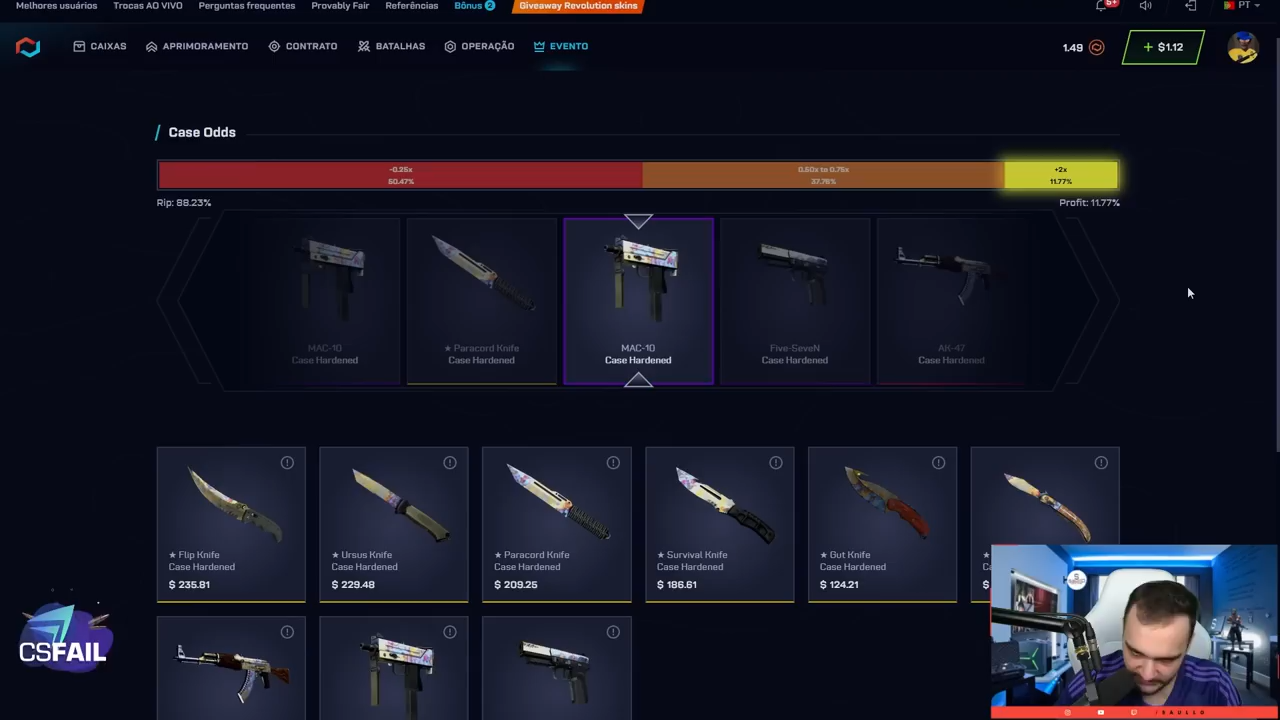 Melhores usuários Trocas AO VIVO Perguntas frequentes Provably Fair Referências Bônus 2 Giveaway Revolution skins 5+ PT
CAIXAS APRIMORAMENTO CONTRATO BATALHAS OPERAÇÃO EVENTO 1.49 + $1.12
Case Odds
-0.25x 0.50x to 0.75x +2x
50.47% 37.76% 11.77%
Rip: 88.23% Profit: 11.77%
MAC-10 ★ Paracord Knife MAC-10 Five-SeveN AK-47
Case Hardened Case Hardened Case Hardened Case Hardened Case Hardened
★ Flip Knife ★ Ursus Knife ★ Paracord Knife ★ Survival Knife ★ Gut Knife
Case Hardened Case Hardened Case Hardened Case Hardened Case Hardened
$ 235.81 $ 229.48 $ 209.25 $ 186.61 $ 124.21
CSFAIL
/SAULLO